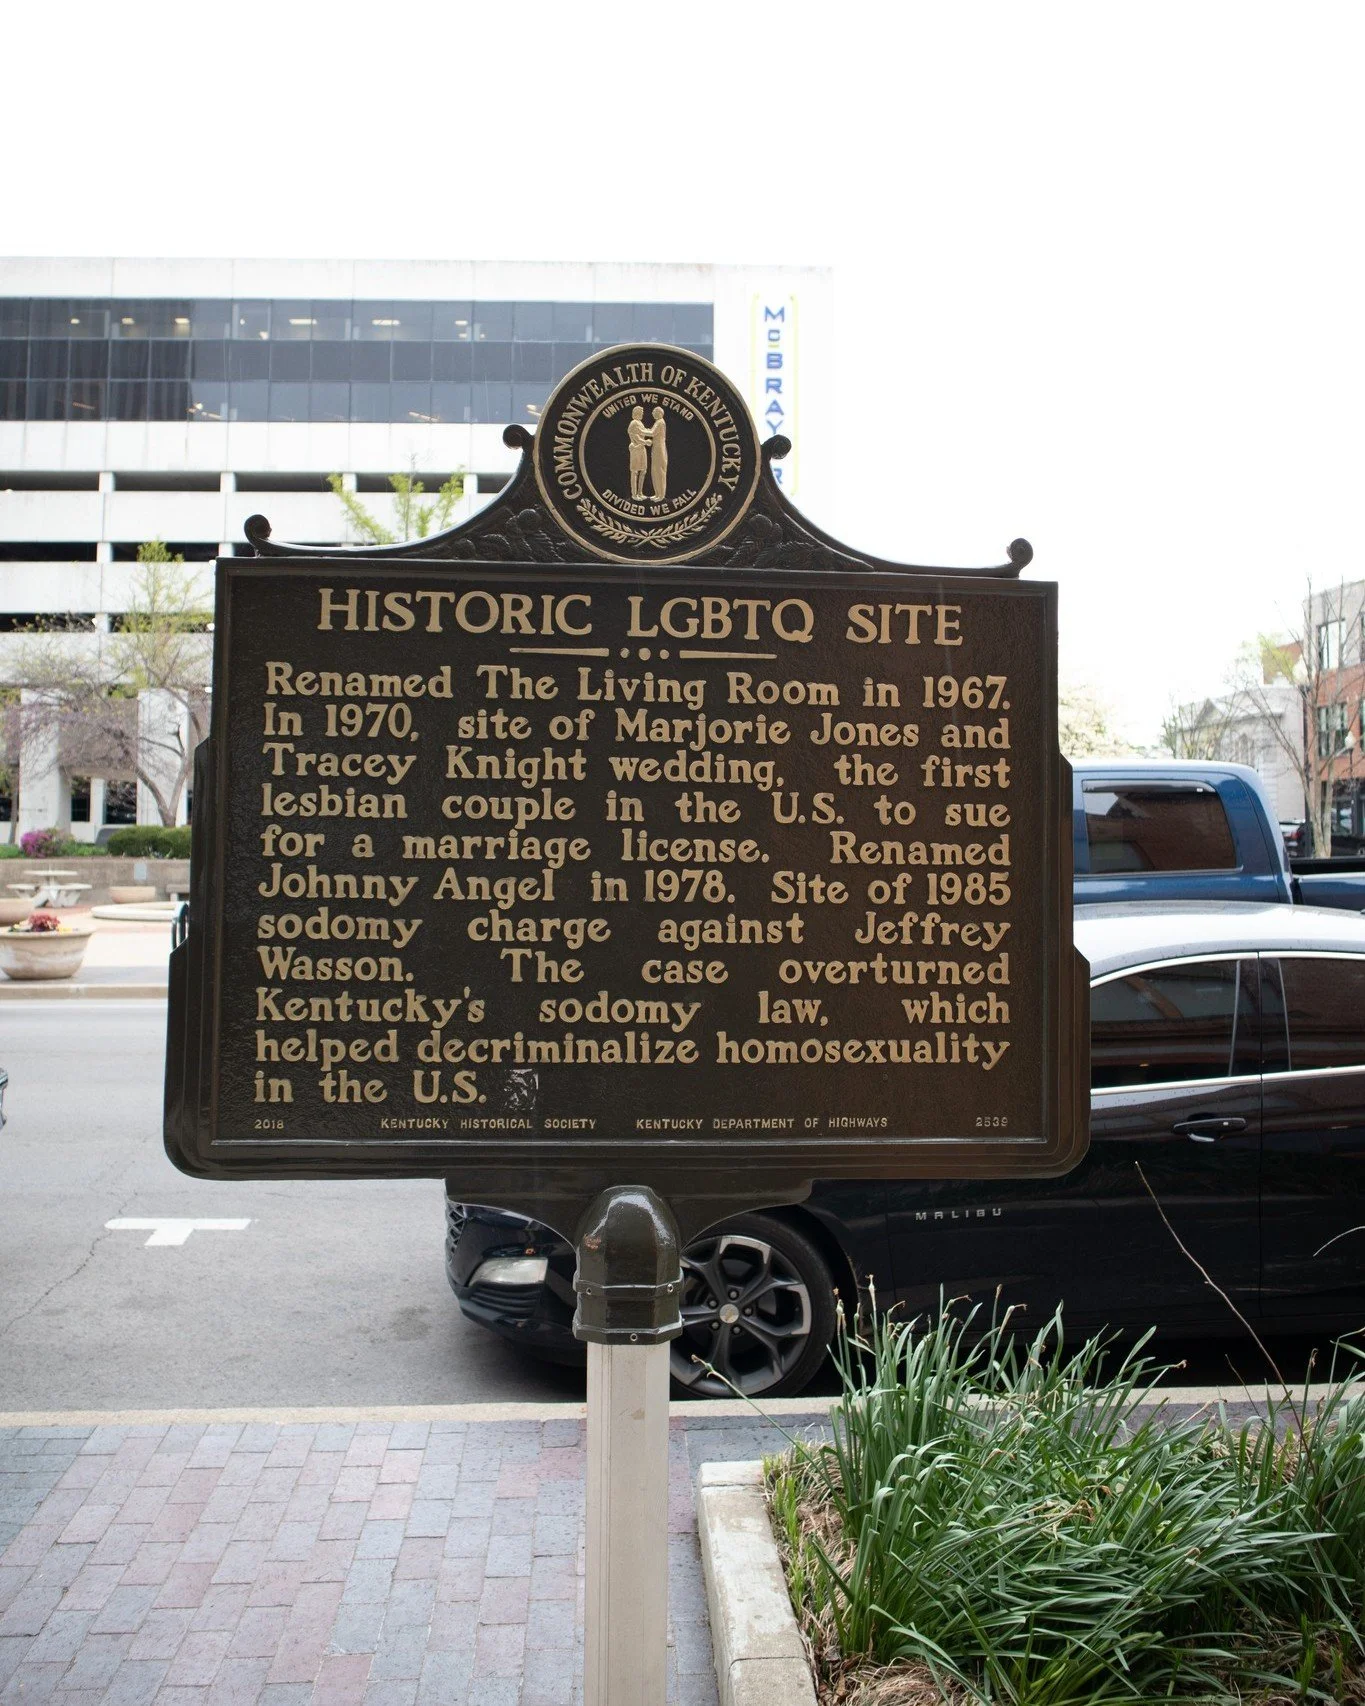 McBRAYER
COMMONWEALTH OF KENTUCKY
UNITED WE STAND
DIVIDED WE FALL
HISTORIC LGBTQ SITE
Renamed The Living Room in 1967.
In 1970, site of Marjorie Jones and
Tracey Knight wedding, the first
lesbian couple in the U.S. to sue
for a marriage license. Renamed
Johnny Angel in 1978. Site of 1985
sodomy charge against Jeffrey
Wasson. The case overturned
Kentucky's sodomy law, which
helped decriminalize homosexuality
in the U.S.
2018 KENTUCKY HISTORICAL SOCIETY KENTUCKY DEPARTMENT OF HIGHWAYS 2539
MALIBU